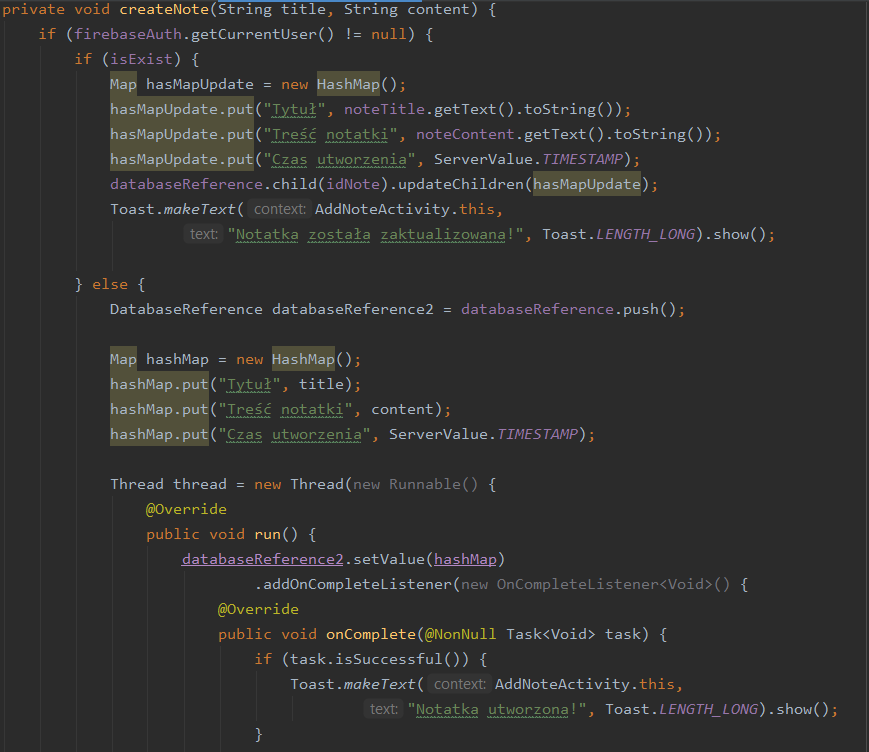 private void createNote(String title, String content) {
    if (firebaseAuth.getCurrentUser() != null) {
        if (isExist) {
            Map hasMapUpdate = new HashMap();
            hasMapUpdate.put("Tytuł", noteTitle.getText().toString());
            hasMapUpdate.put("Treść notatki", noteContent.getText().toString());
            hasMapUpdate.put("Czas utworzenia", ServerValue.TIMESTAMP);
            databaseReference.child(idNote).updateChildren(hasMapUpdate);
            Toast.makeText( context: AddNoteActivity.this,
                    text: "Notatka została zaktualizowana!", Toast.LENGTH_LONG).show();
        } else {
            DatabaseReference databaseReference2 = databaseReference.push();
            Map hashMap = new HashMap();
            hashMap.put("Tytuł", title);
            hashMap.put("Treść notatki", content);
            hashMap.put("Czas utworzenia", ServerValue.TIMESTAMP);
            Thread thread = new Thread(new Runnable() {
                @Override
                public void run() {
                    databaseReference2.setValue(hashMap)
                            .addOnCompleteListener(new OnCompleteListener<Void>() {
                        @Override
                        public void onComplete(@NonNull Task<Void> task) {
                            if (task.isSuccessful()) {
                                Toast.makeText( context: AddNoteActivity.this,
                                        text: "Notatka utworzona!", Toast.LENGTH_LONG).show();
                            }